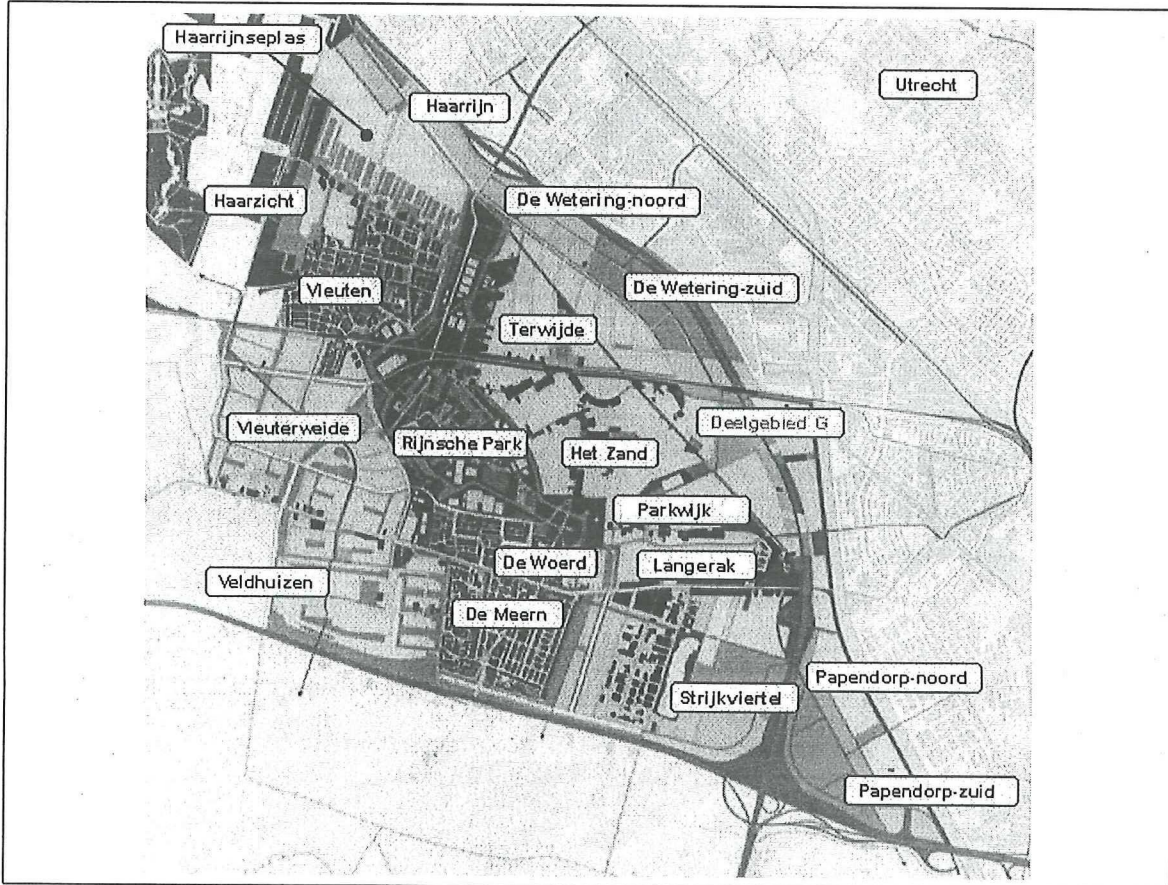 Haarrijnseplas
Utrecht
Haarrijn
Haarzicht
De Wetering-noord
De Wetering-zuid
Vleuten
Terwijde
Vleuterweide
Rijnsche Park
Deelgebied G
Het Zand
Parkwijk
De Woerd
Langerak
Veldhuizen
De Meern
Papendorp-noord
Strijkviertel
Papendorp-zuid